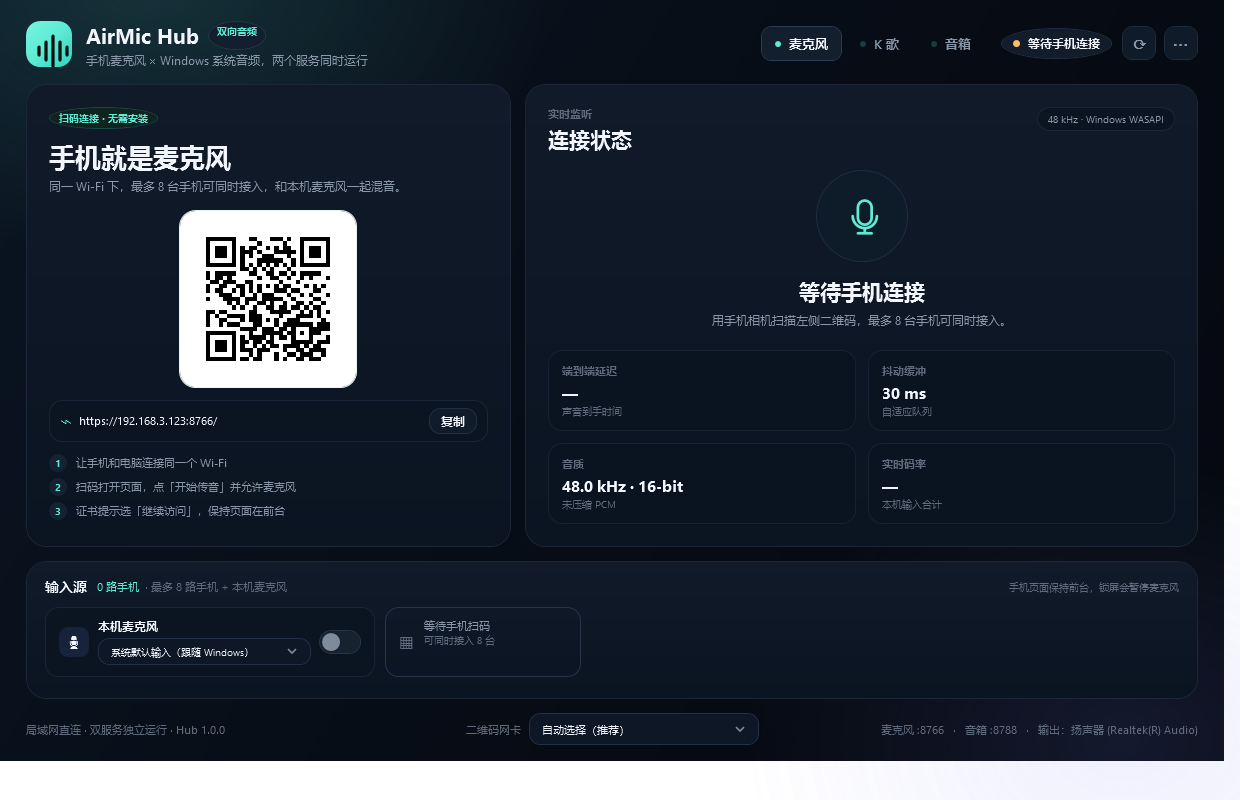 AirMic Hub 双向音频
手机麦克风 × Windows 系统音频，两个服务同时运行
麦克风 K 歌 音箱 等待手机连接
扫码连接 · 无需安装
手机就是麦克风
同一 Wi-Fi 下，最多 8 台手机可同时接入，和本机麦克风一起混音。
https://192.168.3.123:8766/ 复制
1 让手机和电脑连接同一个 Wi-Fi
2 扫码打开页面，点「开始传音」并允许麦克风
3 证书提示选「继续访问」，保持页面在前台
实时监听
连接状态
48 kHz · Windows WASAPI
等待手机连接
用手机相机扫描左侧二维码，最多 8 台手机可同时接入。
端到端延迟
—
声音到手时间
抖动缓冲
30 ms
自适应队列
音质
48.0 kHz · 16-bit
未压缩 PCM
实时码率
—
本机输入合计
输入源 0 路手机 · 最多 8 路手机 + 本机麦克风
手机页面保持前台，锁屏会暂停麦克风
本机麦克风
系统默认输入（跟随 Windows）
等待手机扫码
可同时接入 8 台
局域网直连 · 双服务独立运行 · Hub 1.0.0
二维码网卡 自动选择（推荐）
麦克风 :8766 · 音箱 :8788 · 输出：扬声器 (Realtek(R) Audio)